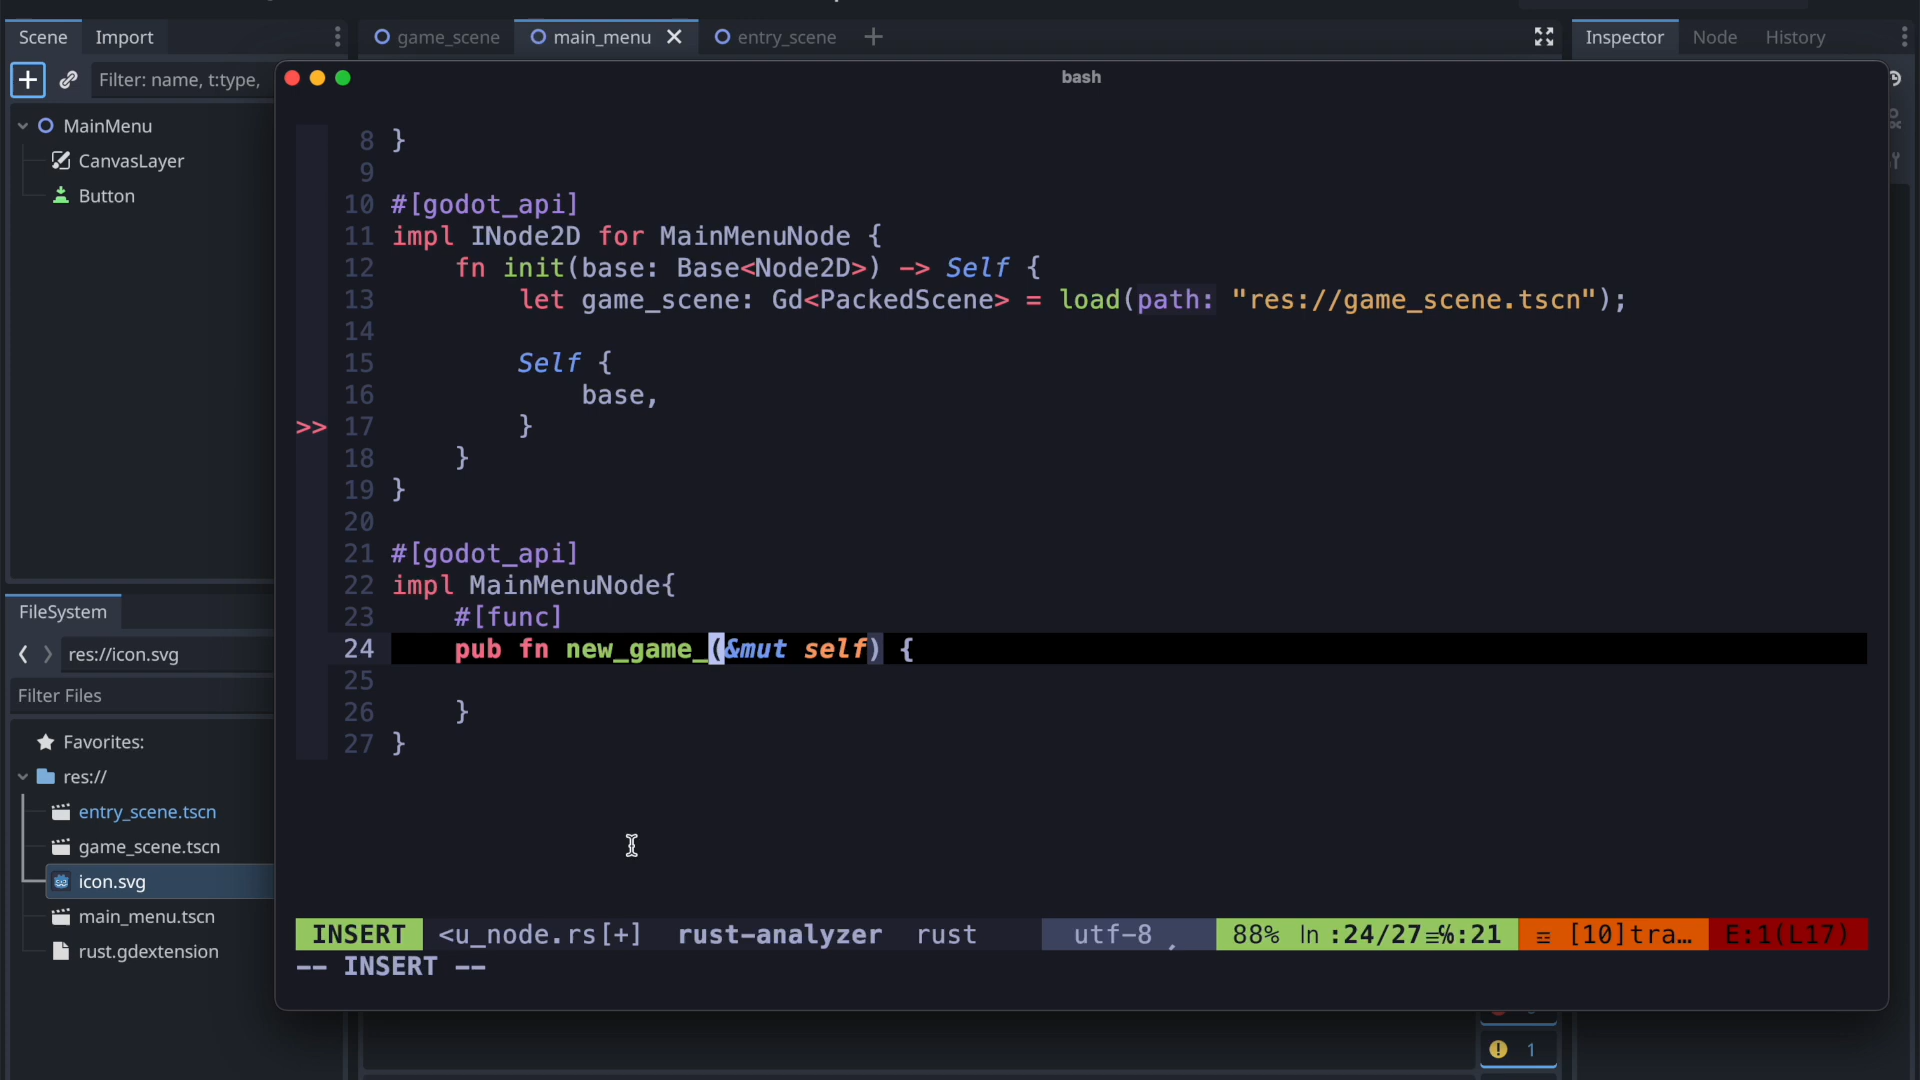 Scene
Import
game_scene
main_menu
entry_scene
Inspector
Node
History
Filter: name, t:type,
bash
MainMenu
CanvasLayer
Button
8 }
9
10 #[godot_api]
11 impl INode2D for MainMenuNode {
12     fn init(base: Base<Node2D>) -> Self {
13         let game_scene: Gd<PackedScene> = load(path: "res://game_scene.tscn");
14
15         Self {
16             base,
>> 17         }
18     }
19 }
20
21 #[godot_api]
22 impl MainMenuNode{
23     #[func]
24     pub fn new_game_(&mut self) {
25
26     }
27 }
FileSystem
res://icon.svg
Filter Files
Favorites:
res://
entry_scene.tscn
game_scene.tscn
icon.svg
main_menu.tscn
rust.gdextension
INSERT <u_node.rs[+] rust-analyzer rust utf-8 88% ln :24/27≡℅:21 ☲ [10]tra… E:1(L17)
-- INSERT --
1